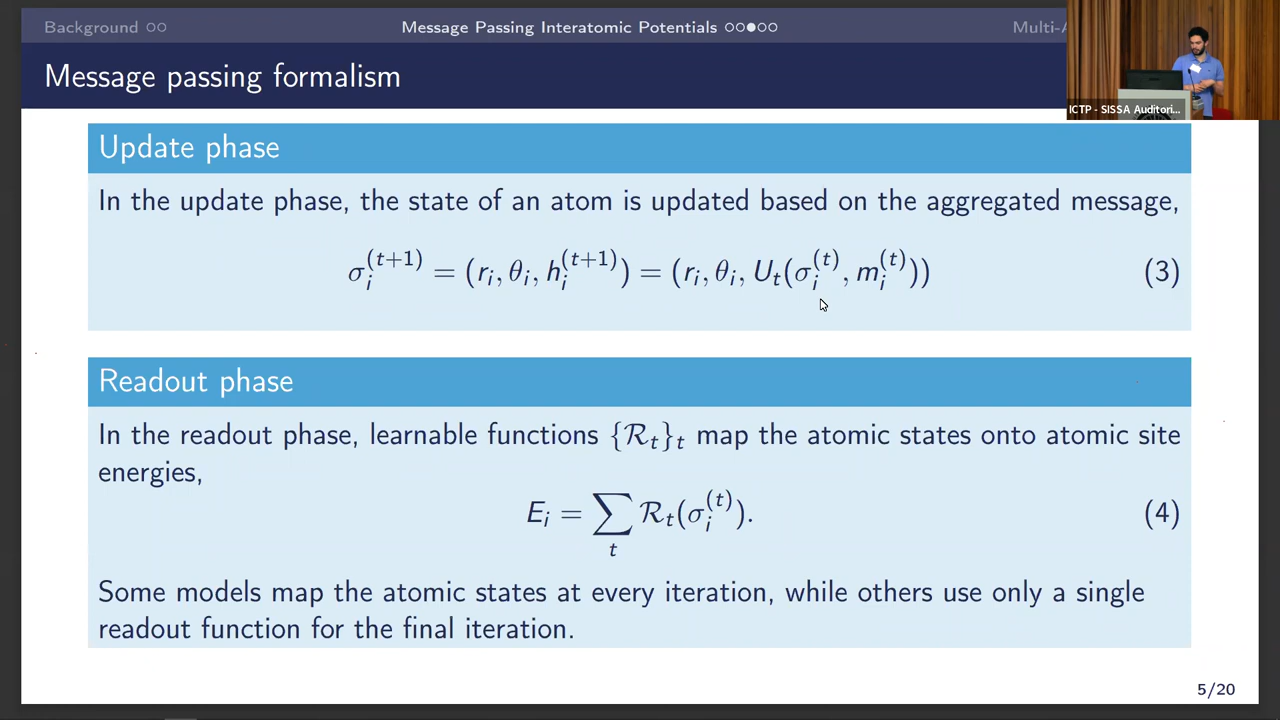 Background
Message Passing Interatomic Potentials
Multi-A
Message passing formalism
ICTP - SISSA Auditori...
Update phase
In the update phase, the state of an atom is updated based on the aggregated message,
σ_i^{(t+1)} = (r_i, θ_i, h_i^{(t+1)}) = (r_i, θ_i, U_t(σ_i^{(t)}, m_i^{(t)})) (3)
Readout phase
In the readout phase, learnable functions {ℛ_t}_t map the atomic states onto atomic site
energies,
E_i = ∑_t ℛ_t(σ_i^{(t)}). (4)
Some models map the atomic states at every iteration, while others use only a single
readout function for the final iteration.
5/20